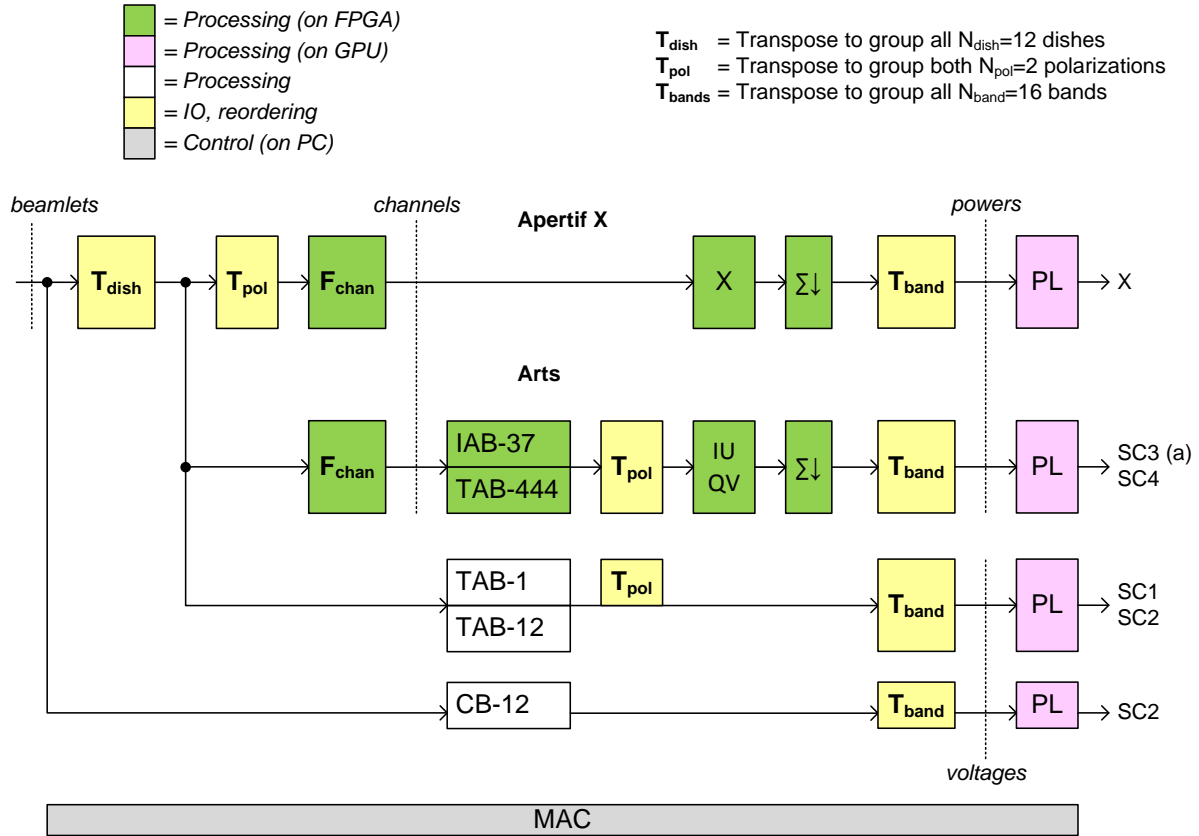 = Processing (on FPGA)
= Processing (on GPU)
= Processing
= IO, reordering
= Control (on PC)
Tdish = Transpose to group all Ndish=12 dishes
Tpol = Transpose to group both Npol=2 polarizations
Tbands = Transpose to group all Nband=16 bands
beamlets
channels
Apertif X
powers
Tdish
Tpol
Fchan
X
∑↓
Tband
PL
X
Arts
Fchan
IAB-37
TAB-444
Tpol
IU
QV
∑↓
Tband
PL
SC3 (a)
SC4
TAB-1
TAB-12
Tpol
Tband
PL
SC1
SC2
CB-12
Tband
PL
SC2
voltages
MAC